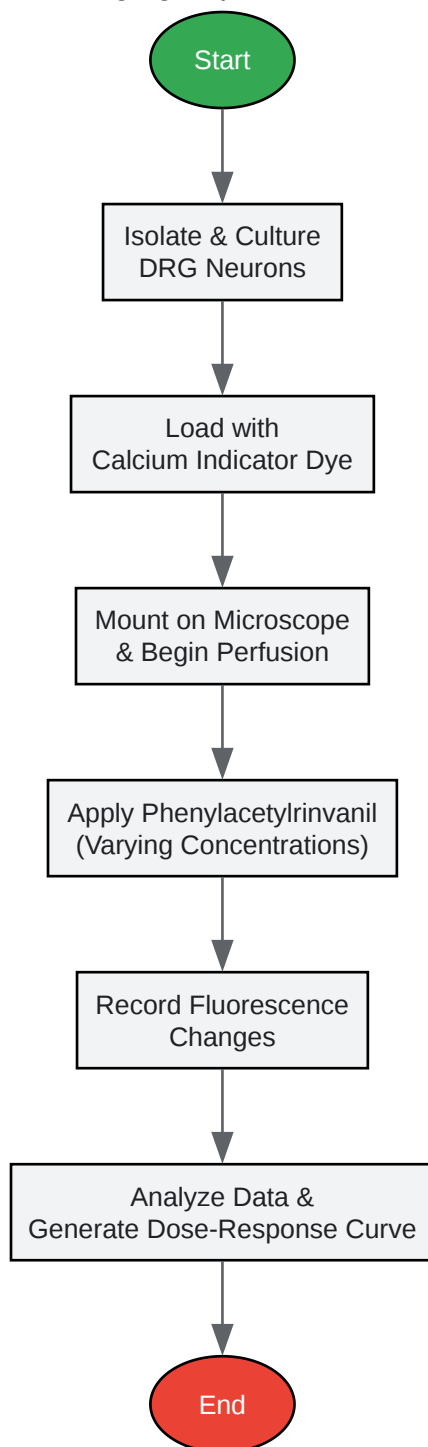 Start
Isolate & Culture
DRG Neurons
Load with
Calcium Indicator Dye
Mount on Microscope
& Begin Perfusion
Apply Phenylacetylrinvanil
(Varying Concentrations)
Record Fluorescence
Changes
Analyze Data &
Generate Dose-Response Curve
End